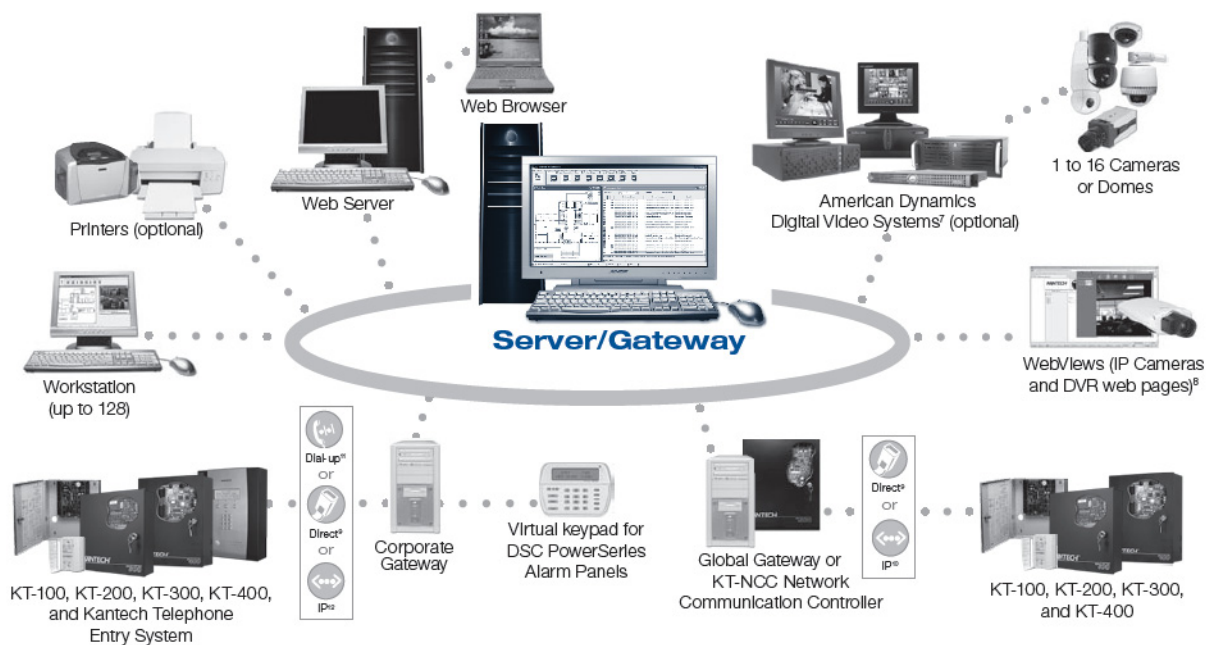 Web Browser
Web Server
Printers (optional)
American Dynamics
Digital Video Systems⁷ (optional)
1 to 16 Cameras
or Domes
Server/Gateway
Workstation
(up to 128)
WebViews (IP Cameras
and DVR web pages)⁸
Dial-up¹¹
or
Direct⁹
or
IP¹²
Corporate
Gateway
Virtual keypad for
DSC PowerSeries
Alarm Panels
Global Gateway or
KT-NCC Network
Communication Controller
Direct⁹
or
IP¹⁰
KT-100, KT-200, KT-300, KT-400,
and Kantech Telephone
Entry System
KT-100, KT-200, KT-300,
and KT-400